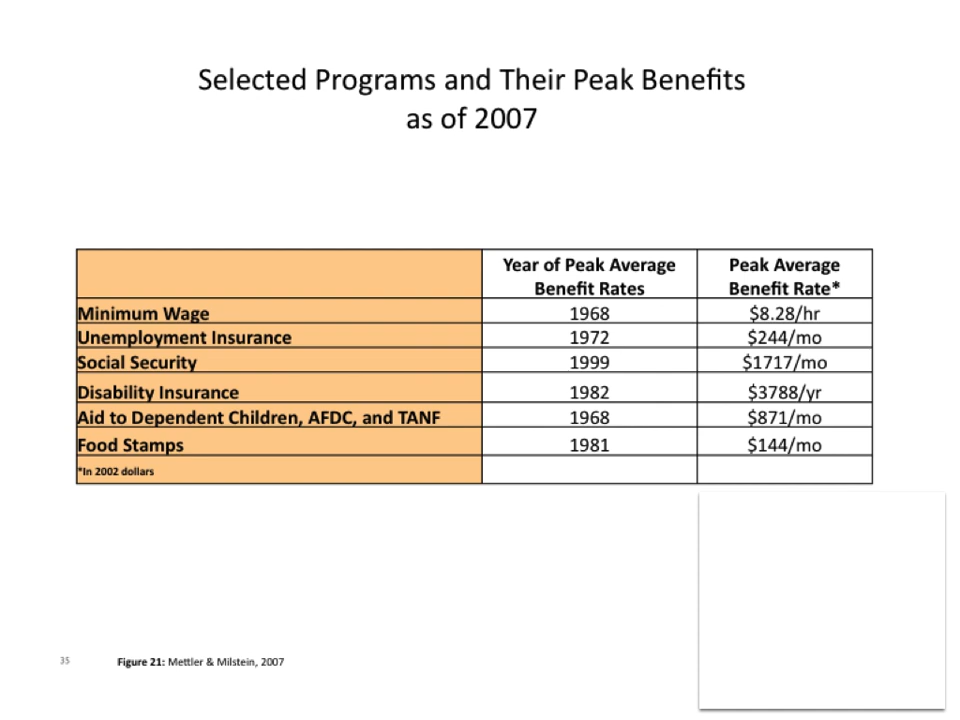 Selected Programs and Their Peak Benefits
as of 2007
Year of Peak Average
Benefit Rates
Peak Average
Benefit Rate*
Minimum Wage 1968 $8.28/hr
Unemployment Insurance 1972 $244/mo
Social Security 1999 $1717/mo
Disability Insurance 1982 $3788/yr
Aid to Dependent Children, AFDC, and TANF 1968 $871/mo
Food Stamps 1981 $144/mo
*In 2002 dollars
35 Figure 21: Mettler & Milstein, 2007